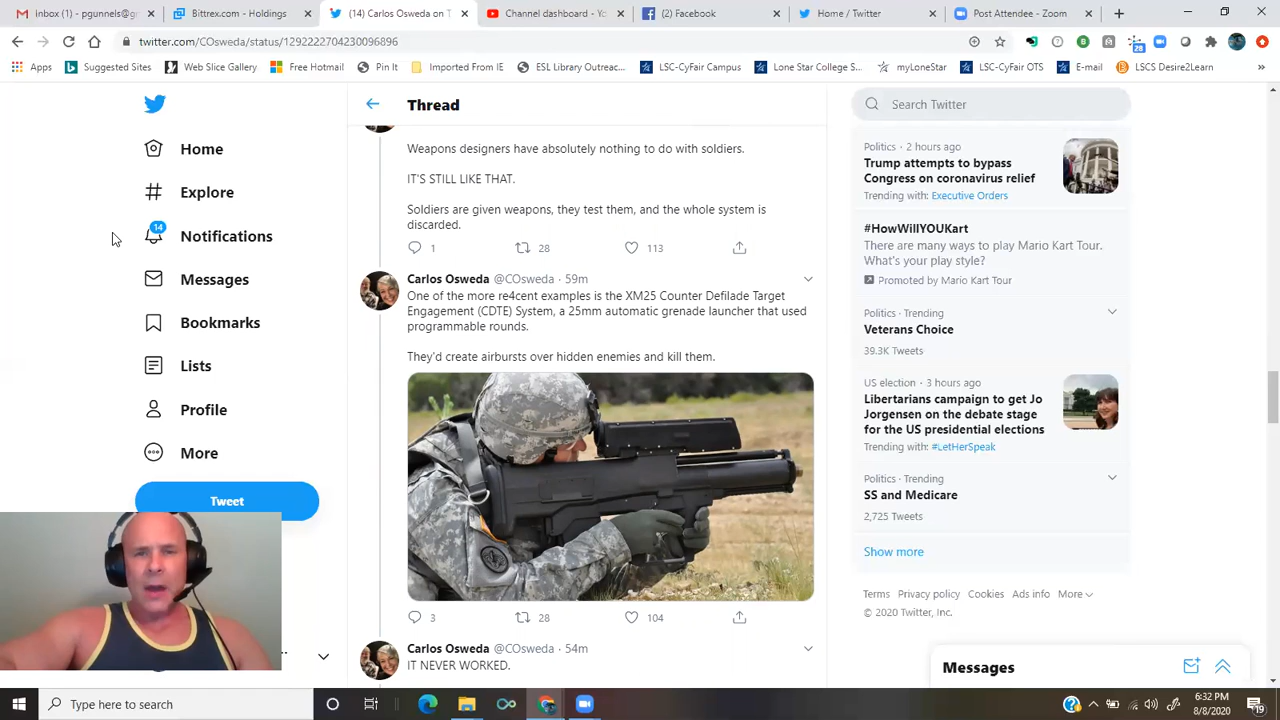 Inbox (1) - pgunnels@gm
Bittrex.com - Holdings
(14) Carlos Osweda on T
Channel dashboard - Yo
(2) Facebook
Home / Twitter
Post Attendee - Zoom
twitter.com/COsweda/status/1292222704230096896
28
Apps
Suggested Sites
Web Slice Gallery
Free Hotmail
Pin It
Imported From IE
ESL Library Outreac...
LSC-CyFair Campus
Lone Star College S...
myLoneStar
LSC-CyFair OTS
E-mail
LSCS Desire2Learn
»
Home
Explore
14
Notifications
Messages
Bookmarks
Lists
Profile
More
Tweet
Thread
Weapons designers have absolutely nothing to do with soldiers.
IT'S STILL LIKE THAT.
Soldiers are given weapons, they test them, and the whole system is
discarded.
1 28 113
Carlos Osweda @COsweda · 59m
One of the more re4cent examples is the XM25 Counter Defilade Target
Engagement (CDTE) System, a 25mm automatic grenade launcher that used
programmable rounds.
They'd create airbursts over hidden enemies and kill them.
3 28 104
Carlos Osweda @COsweda · 54m
IT NEVER WORKED.
Search Twitter
Politics · 2 hours ago
Trump attempts to bypass
Congress on coronavirus relief
Trending with: Executive Orders
#HowWillYOUKart
There are many ways to play Mario Kart Tour.
What's your play style?
Promoted by Mario Kart Tour
Politics · Trending
Veterans Choice
39.3K Tweets
US election · 3 hours ago
Libertarians campaign to get Jo
Jorgensen on the debate stage
for the US presidential elections
Trending with: #LetHerSpeak
Politics · Trending
SS and Medicare
2,725 Tweets
Show more
Terms Privacy policy Cookies Ads info More
© 2020 Twitter, Inc.
Messages
Type here to search
6:32 PM
8/8/2020
19